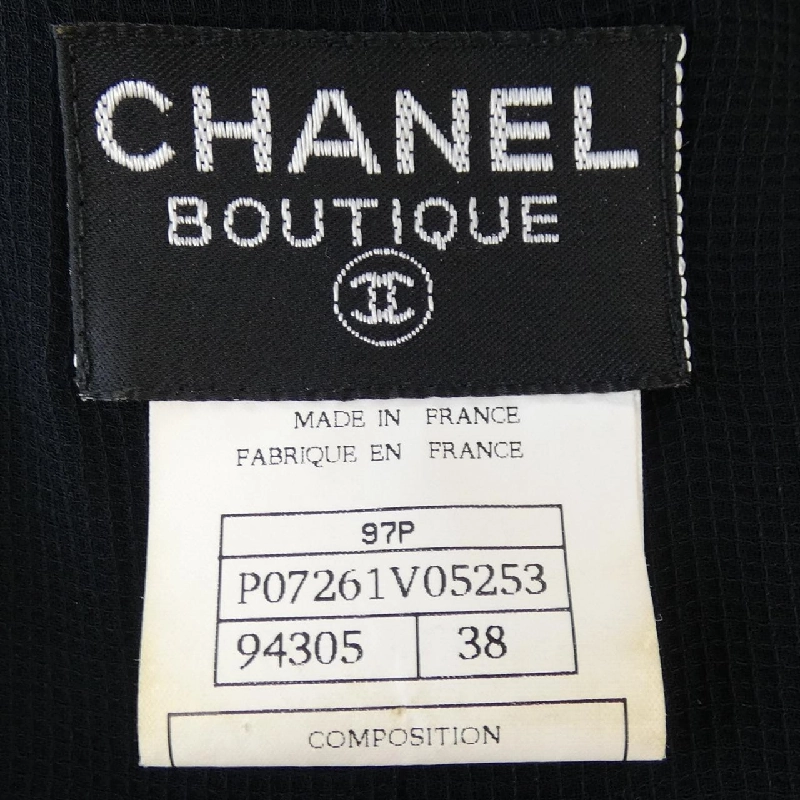 CHANEL
BOUTIQUE
MADE IN FRANCE
FABRIQUE EN FRANCE
97P
P07261V05253
94305 38
COMPOSITION